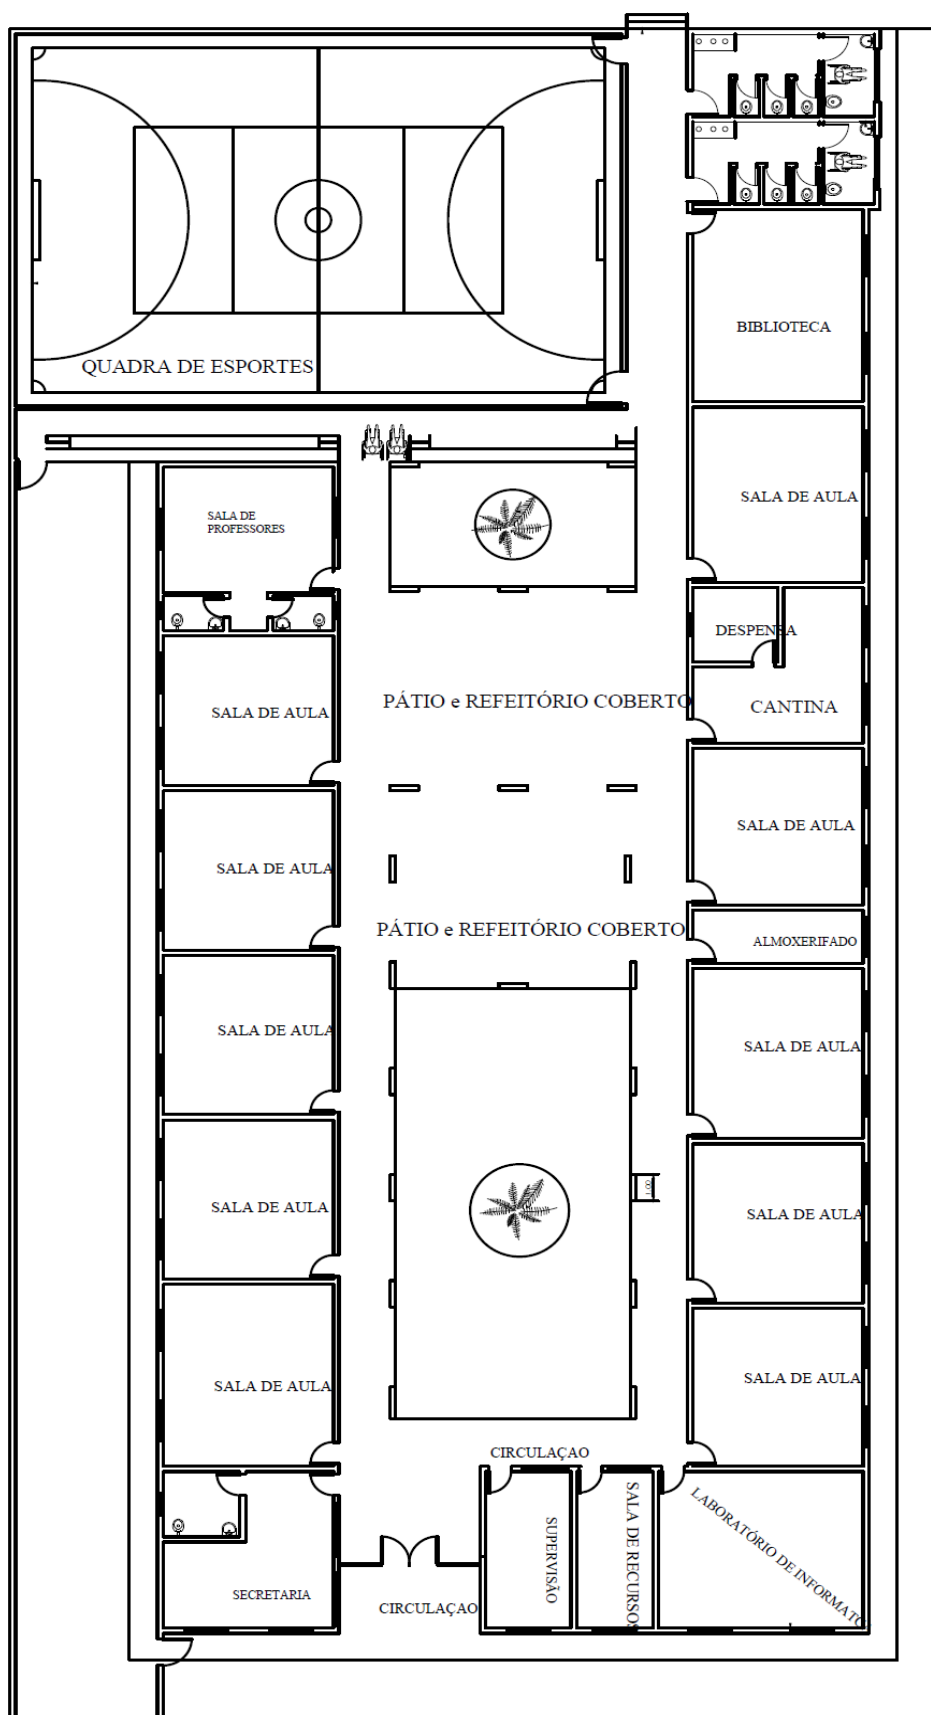 BIBLIOTECA
QUADRA DE ESPORTES
SALA DE AULA
SALA DE
PROFESSORES
DESPENSA
PÁTIO e REFEITÓRIO COBERTO
CANTINA
SALA DE AULA
SALA DE AULA
SALA DE AULA
PÁTIO e REFEITÓRIO COBERTO
ALMOXERIFADO
SALA DE AULA
SALA DE AULA
SALA DE AULA
SALA DE AULA
SALA DE AULA
SALA DE AULA
CIRCULAÇAO
SUPERVISÃO
SALA DE RECURSOS
LABORATÓRIO DE INFORMATC
SECRETARIA
CIRCULAÇAO